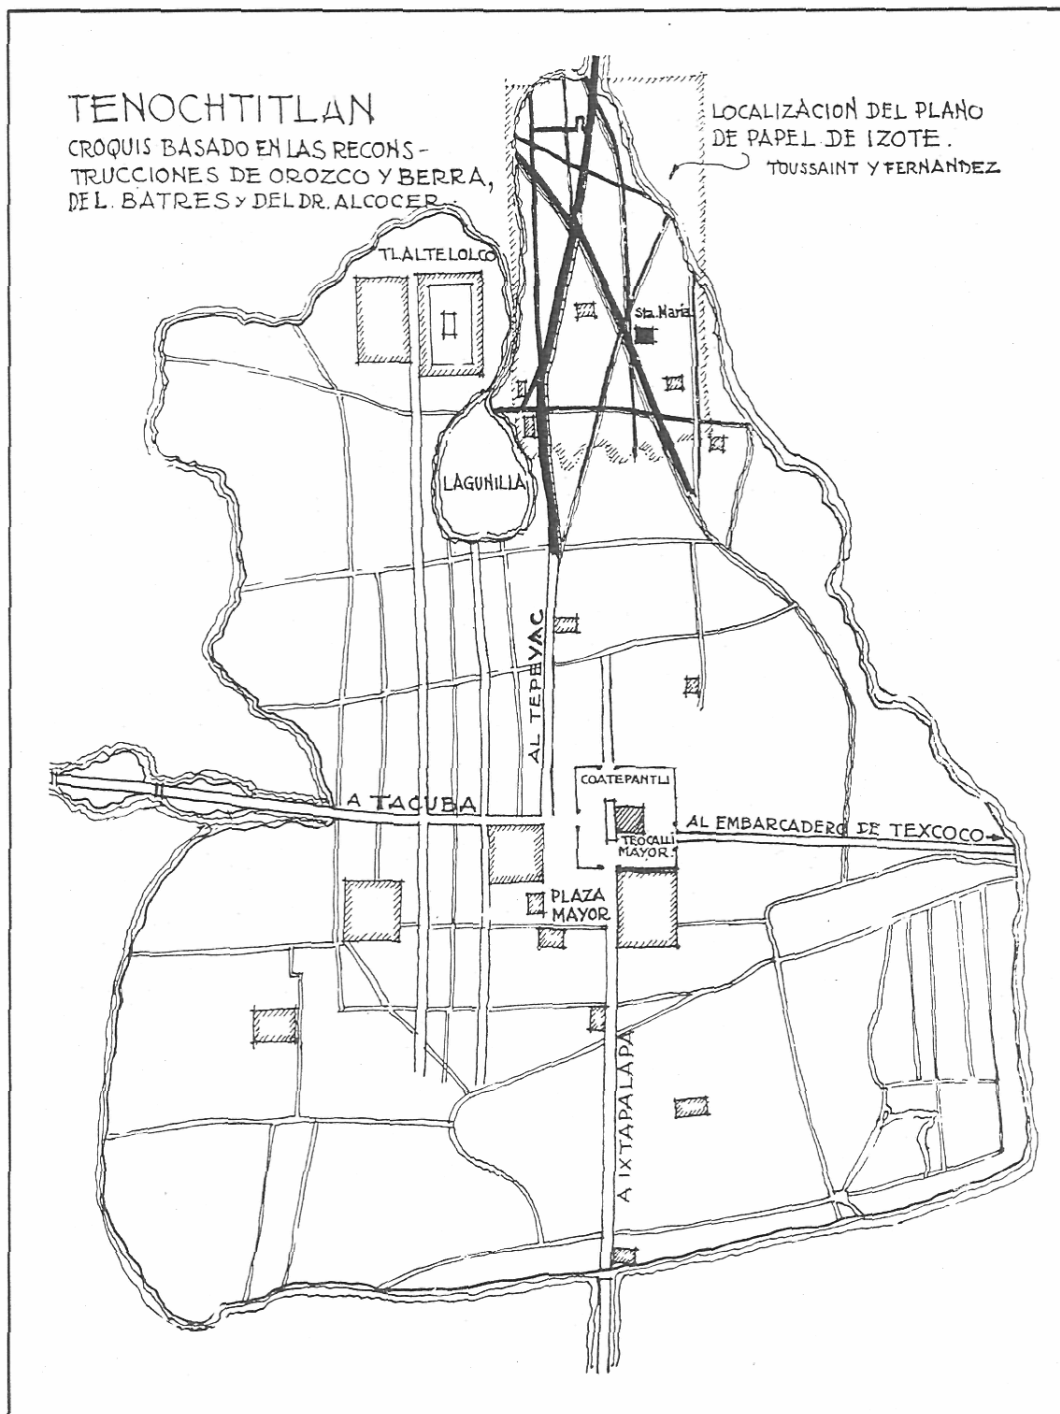 TENOCHTITLAN
CROQUIS BASADO EN LAS RECONS-
TRUCCIONES DE OROZCO Y BERRA,
DE L. BATRES Y DEL DR. ALCOCER.
LOCALIZACION DEL PLANO
DE PAPEL DE IZOTE.
TOUSSAINT Y FERNANDEZ
TLALTELOLCO
Sta. María
LAGUNILLA
AL TEPEYAC
COATEPANTLI
A TACUBA
TEOCALLI
MAYOR.
AL EMBARCADERO DE TEXCOCO
PLAZA
MAYOR
A IXTAPALAPA